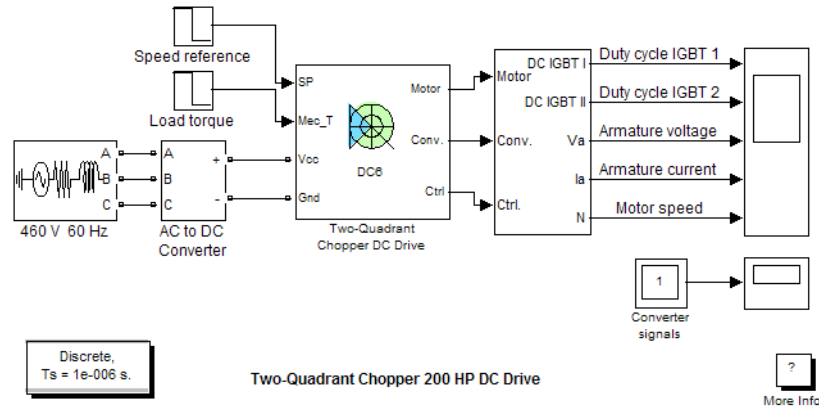 Speed reference
Load torque
460 V 60 Hz
A
B
C
A
B
C
+
-
AC to DC
Converter
SP
Mec_T
Vcc
Gnd
Motor
Conv.
Ctrl
DC6
Two-Quadrant
Chopper DC Drive
Motor
Conv.
Ctrl.
DC IGBT I
DC IGBT II
Va
Ia
N
Duty cycle IGBT 1
Duty cycle IGBT 2
Armature voltage
Armature current
Motor speed
1
Converter
signals
Discrete,
Ts = 1e-006 s.
Two-Quadrant Chopper 200 HP DC Drive
?
More Info